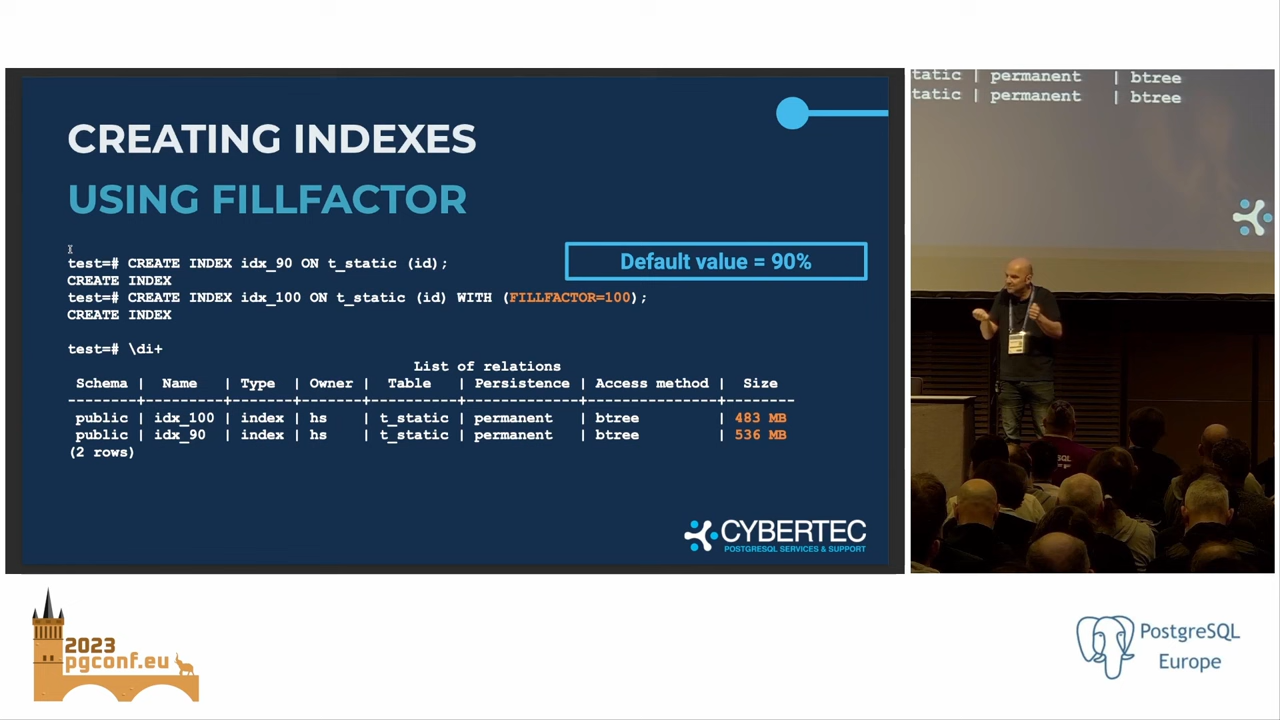 CREATING INDEXES
USING FILLFACTOR
test=# CREATE INDEX idx_90 ON t_static (id);
CREATE INDEX
test=# CREATE INDEX idx_100 ON t_static (id) WITH (FILLFACTOR=100);
CREATE INDEX
Default value = 90%
test=# \di+
List of relations
Schema | Name | Type | Owner | Table | Persistence | Access method | Size
--------+---------+-------+-------+----------+-------------+---------------+--------
public | idx_100 | index | hs | t_static | permanent | btree | 483 MB
public | idx_90 | index | hs | t_static | permanent | btree | 536 MB
(2 rows)
CYBERTEC
POSTGRESQL SERVICES & SUPPORT
tatic | permanent | btree
tatic | permanent | btree
2023
pgconf.eu
PostgreSQL
Europe